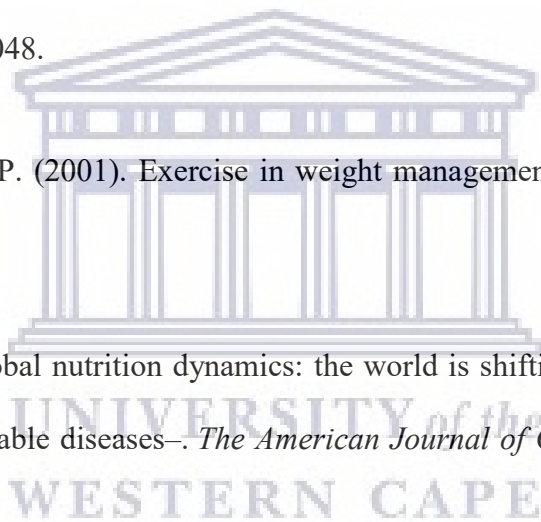 048.
P. (2001). Exercise in weight managemen
obal nutrition dynamics: the world is shifti
UNIVERSITY of the
able diseases–. The American Journal of
WESTERN CAPE